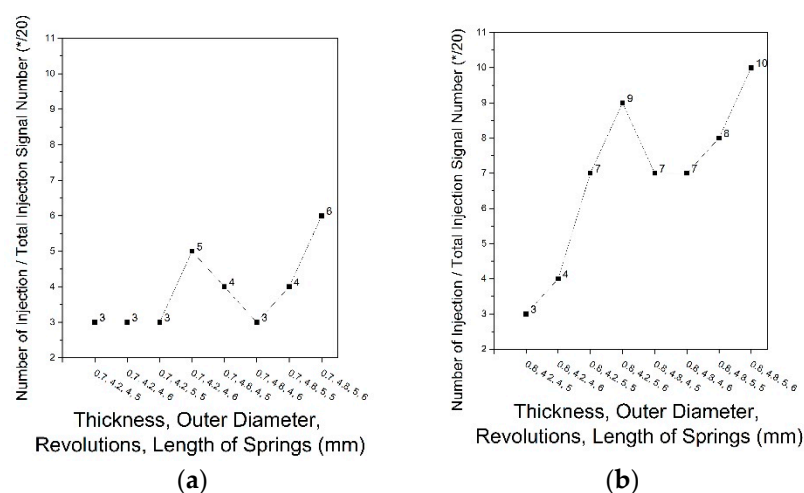 Number of Injection / Total Injection Signal Number (*/20)
11
10
9
8
7
6
5
4
3
2
3
3
3
5
4
3
4
6
0.7, 4.2, 4, 5
0.7, 4.2, 4, 6
0.7, 4.2, 5, 5
0.7, 4.2, 4, 6
0.7, 4.8, 4, 5
0.7, 4.8, 4, 6
0.7, 4.8, 5, 5
0.7, 4.8, 5, 6
Thickness, Outer Diameter,
Revolutions, Length of Springs (mm)
(a)
Number of Injection / Total Injection Signal Number (*/20)
11
10
9
8
7
6
5
4
3
2
3
4
7
9
7
7
8
10
0.6, 4.2, 4, 5
0.6, 4.2, 4, 6
0.6, 4.2, 5, 5
0.6, 4.2, 5, 6
0.6, 4.8, 4, 5
0.6, 4.8, 4, 6
0.6, 4.8, 5, 5
0.6, 4.8, 5, 6
Thickness, Outer Diameter,
Revolutions, Length of Springs (mm)
(b)